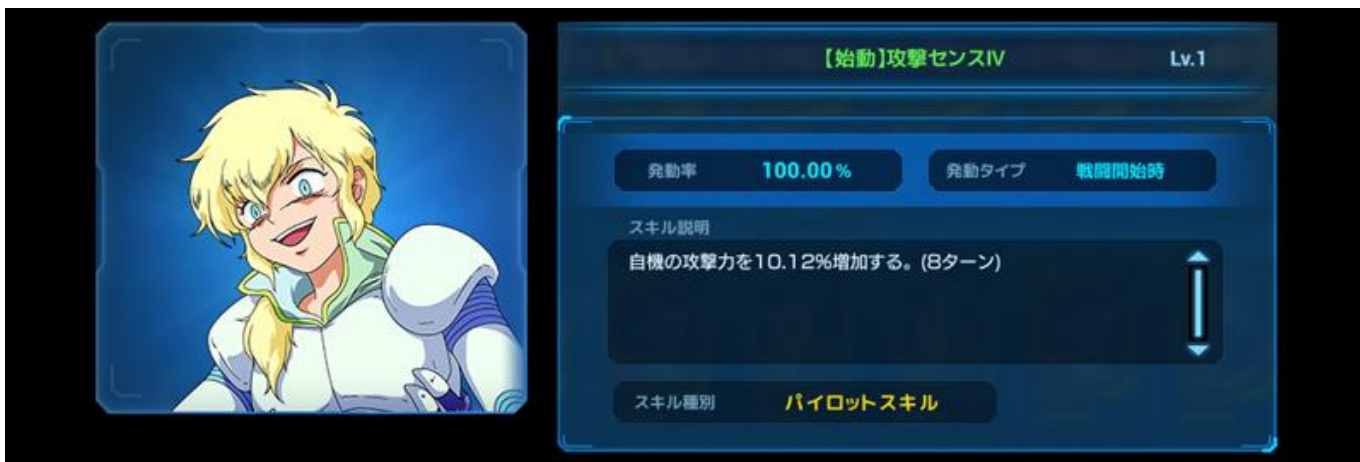 【始動】攻撃センスⅣ Lv.1
発動率 100.00% 発動タイプ 戦闘開始時
スキル説明
自機の攻撃力を10.12%増加する。(8ターン)
スキル種別 パイロットスキル